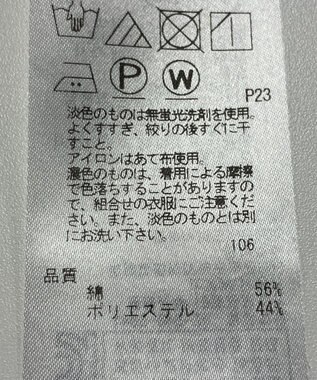 P W P23
淡色のものは無蛍光洗剤を使用。
よくすすぎ、絞りの後すぐに干
すこと。
アイロンはあて布使用。
濃色のものは、着用による摩擦
で色落ちすることがありますの
で、組合せの衣服にご注意くださ
い。また、淡色のものとは別
にお洗い下さい。
106
品質
綿 56%
ポリエステル 44%